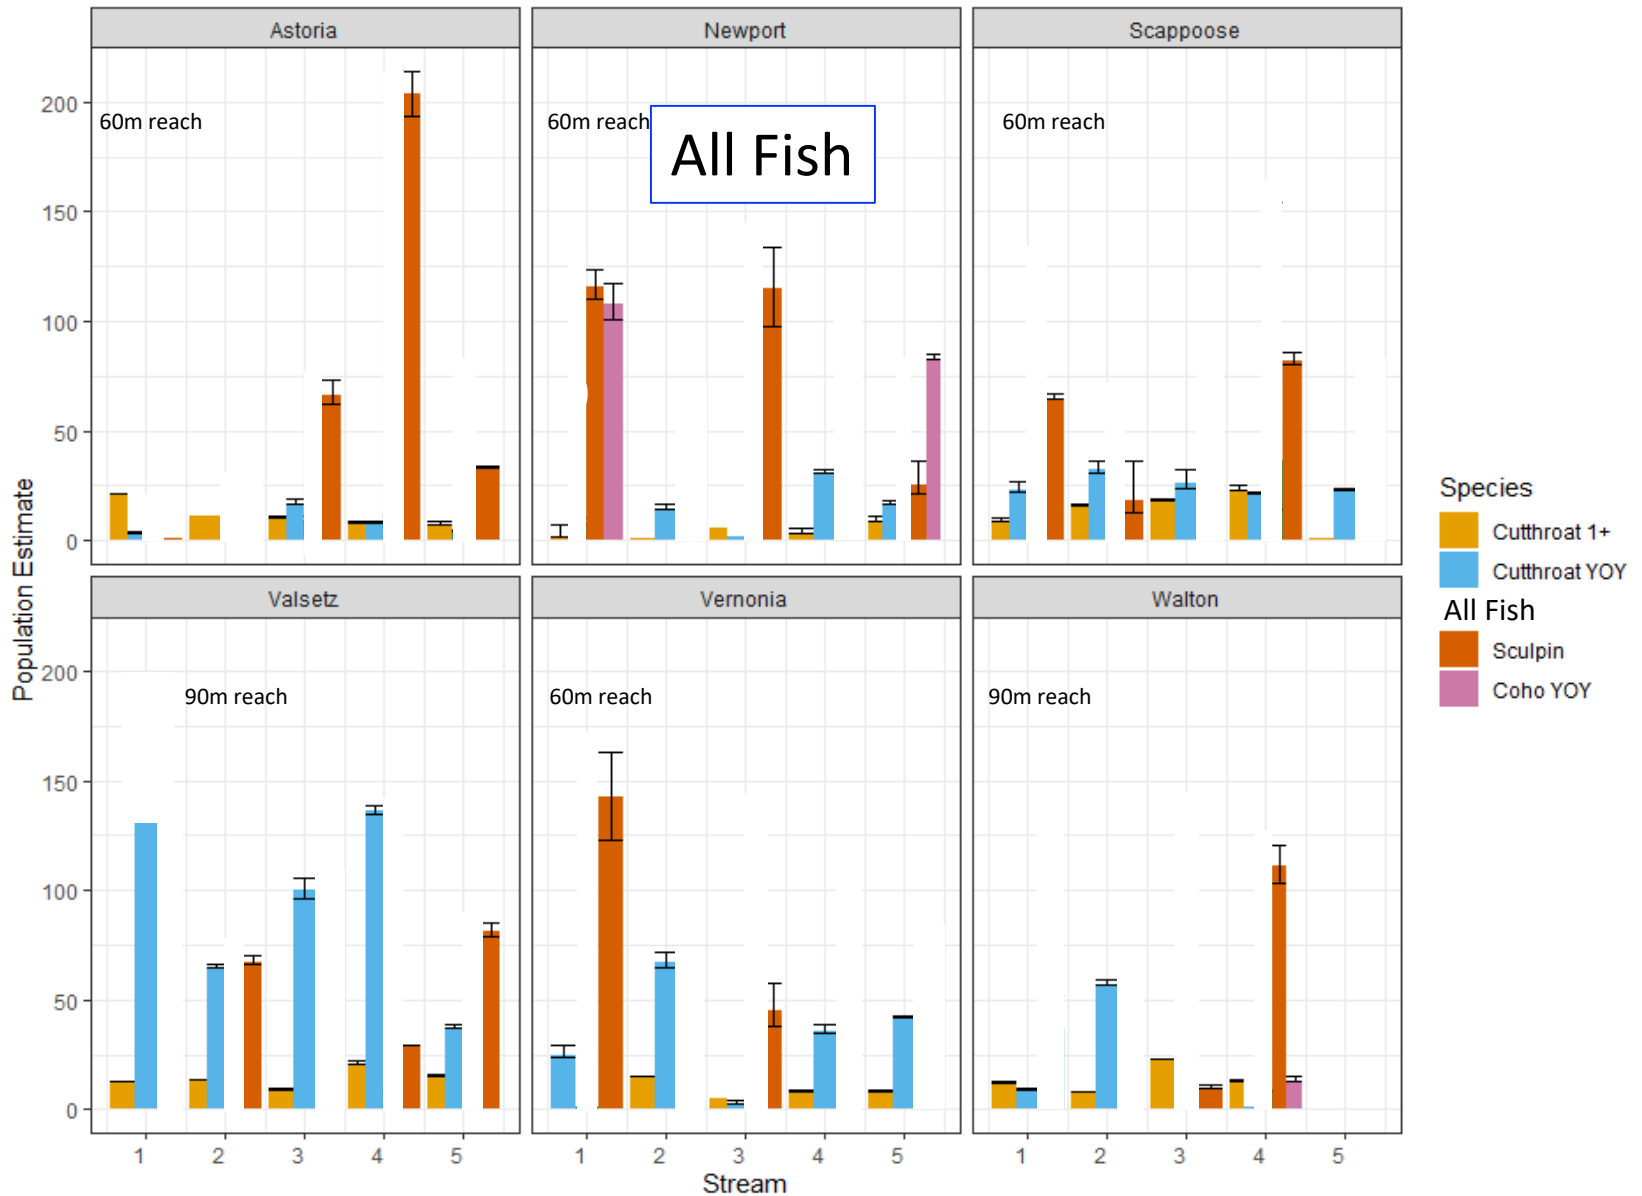 Astoria
Newport
Scappoose
200
150
100
50
0
60m reach
60m reach
All Fish
60m reach
Population Estimate
Valsetz
Vernonia
Walton
200
150
100
50
0
90m reach
60m reach
90m reach
1 2 3 4 5
1 2 3 4 5
1 2 3 4 5
Stream
Species
Cutthroat 1+
Cutthroat YOY
All Fish
Sculpin
Coho YOY